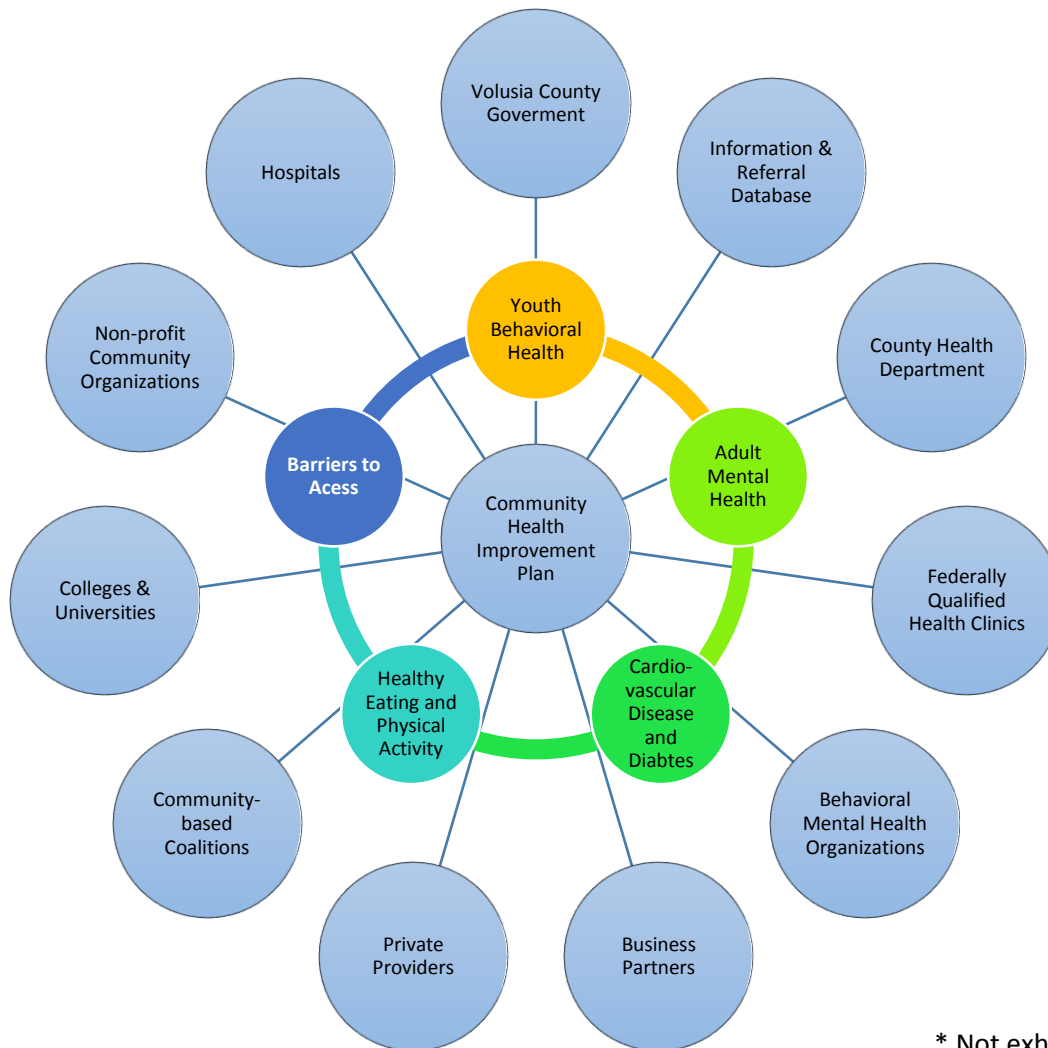 Volusia County
Goverment
Information &
Referral
Database
Hospitals
County Health
Department
Non-profit
Community
Organizations
Youth
Behavioral
Health
Adult
Mental
Health
Barriers to
Acess
Community
Health
Improvement
Plan
Federally
Qualified
Health Clinics
Colleges &
Universities
Cardio-
vascular
Disease
and
Diabtes
Healthy
Eating and
Physical
Activity
Behavioral
Mental Health
Organizations
Community-
based
Coalitions
Business
Partners
Private
Providers
* Not exh